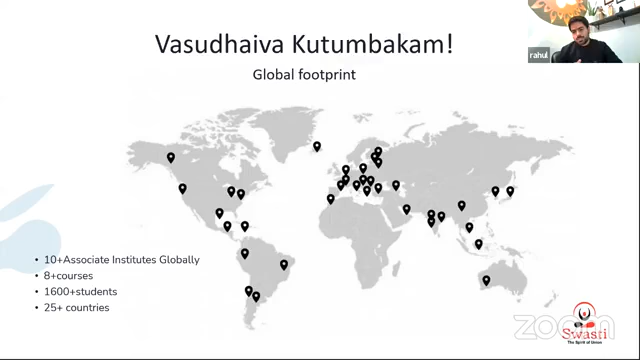 Vasudhaiva Kutumbakam!
Global footprint
rahul
• 10+Associate Institutes Globally
• 8+courses
• 1600+students
• 25+ countries
zoom
Swasti
The Spirit of Union